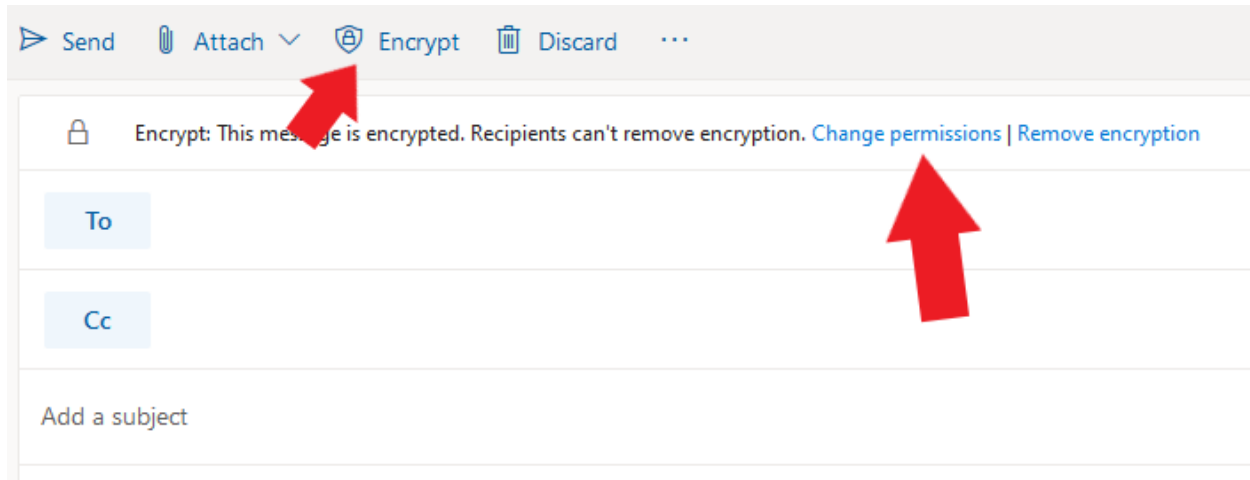 Send Attach Encrypt Discard ...
Encrypt: This message is encrypted. Recipients can't remove encryption. Change permissions | Remove encryption
To
Cc
Add a subject